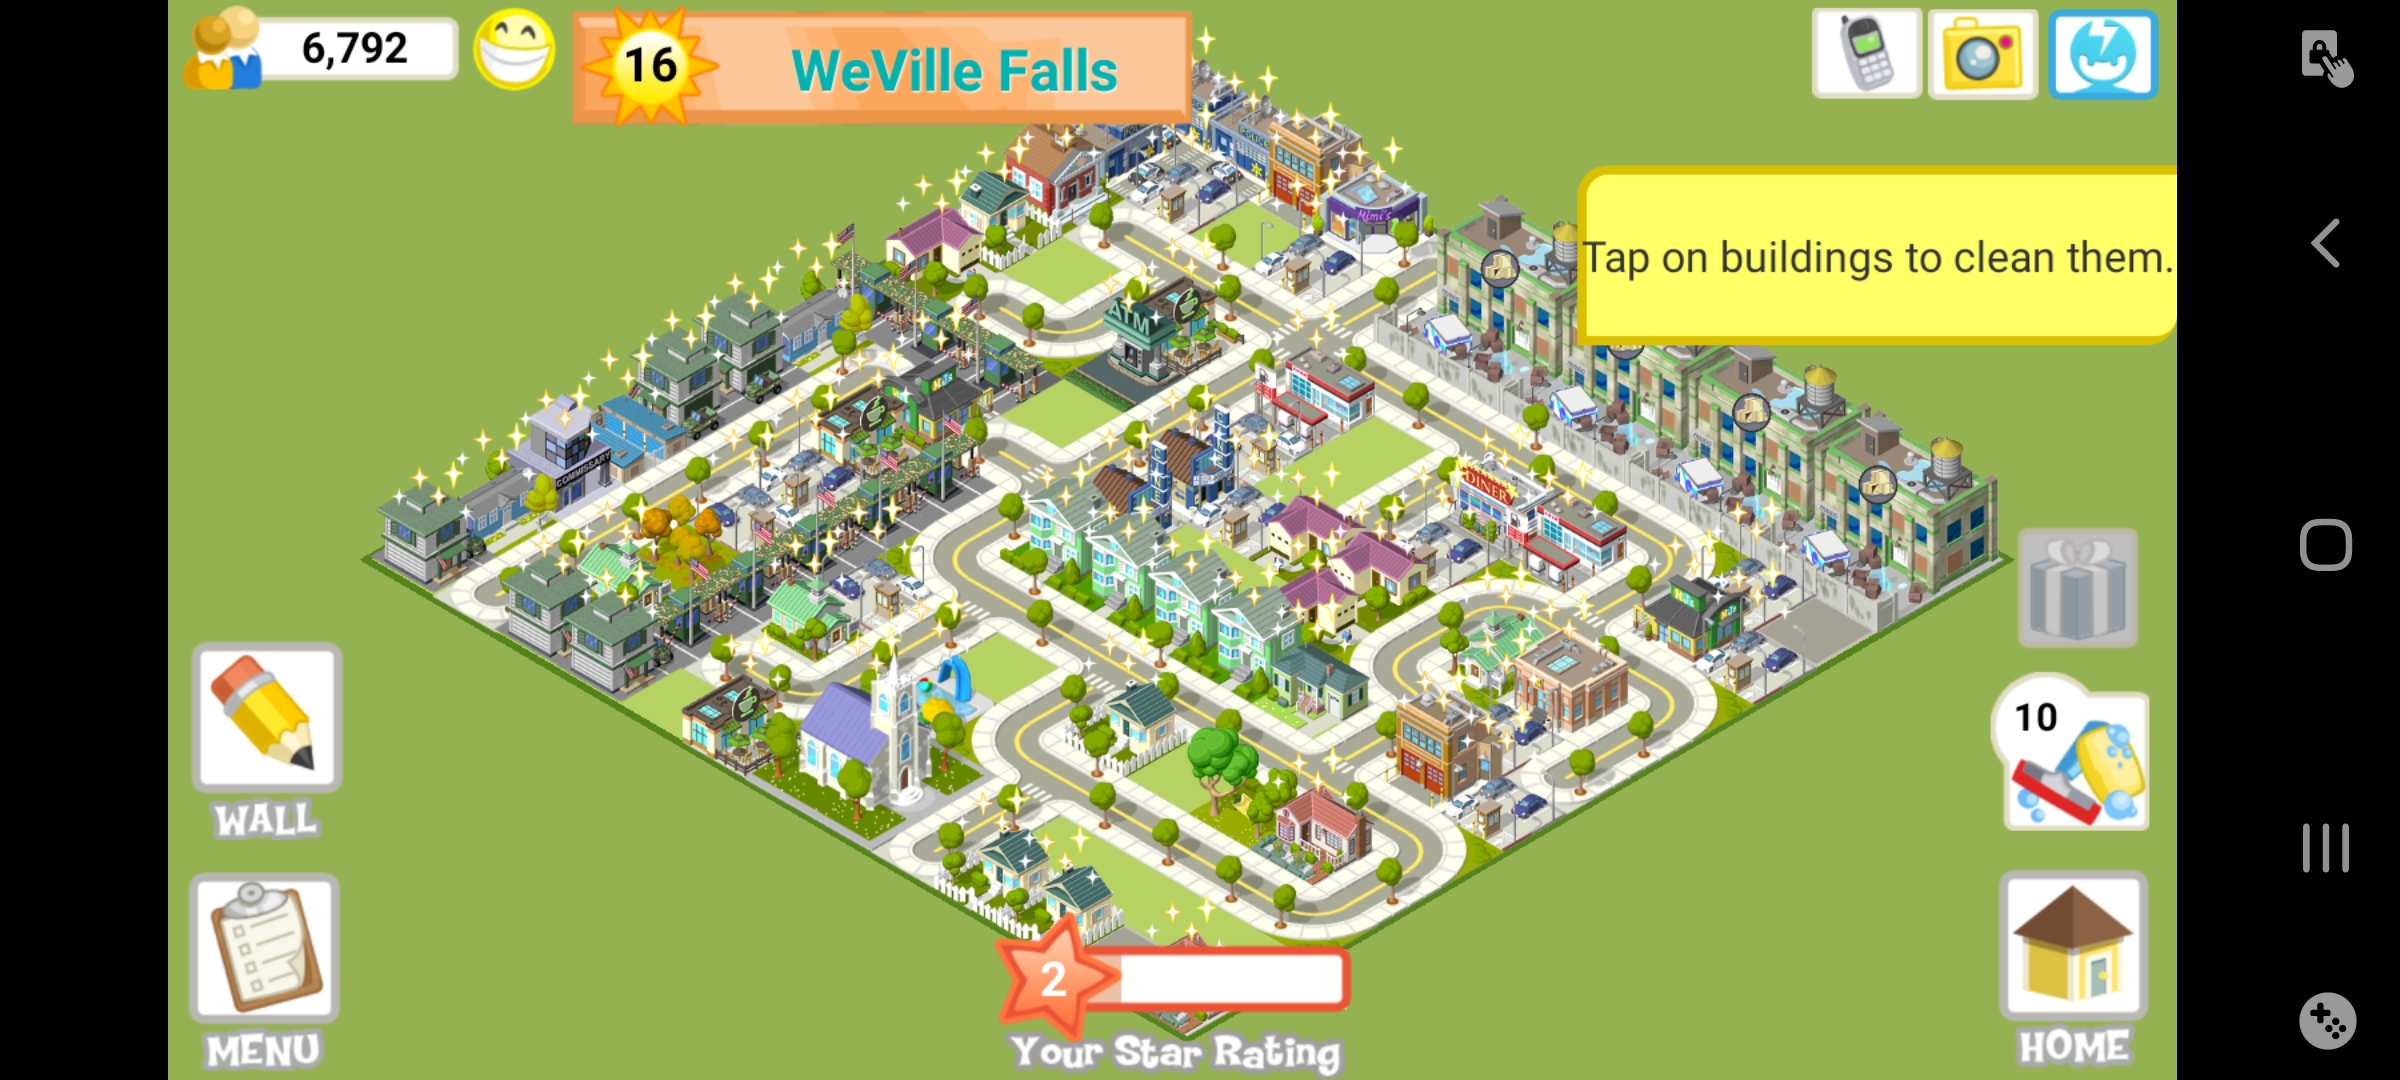 6,792
16
WeVille Falls
POLICE
Mimi's
Tap on buildings to clean them.
ATM
COMMISSARY
DINER
10
WALL
2
MENU
Your Star Rating
HOME